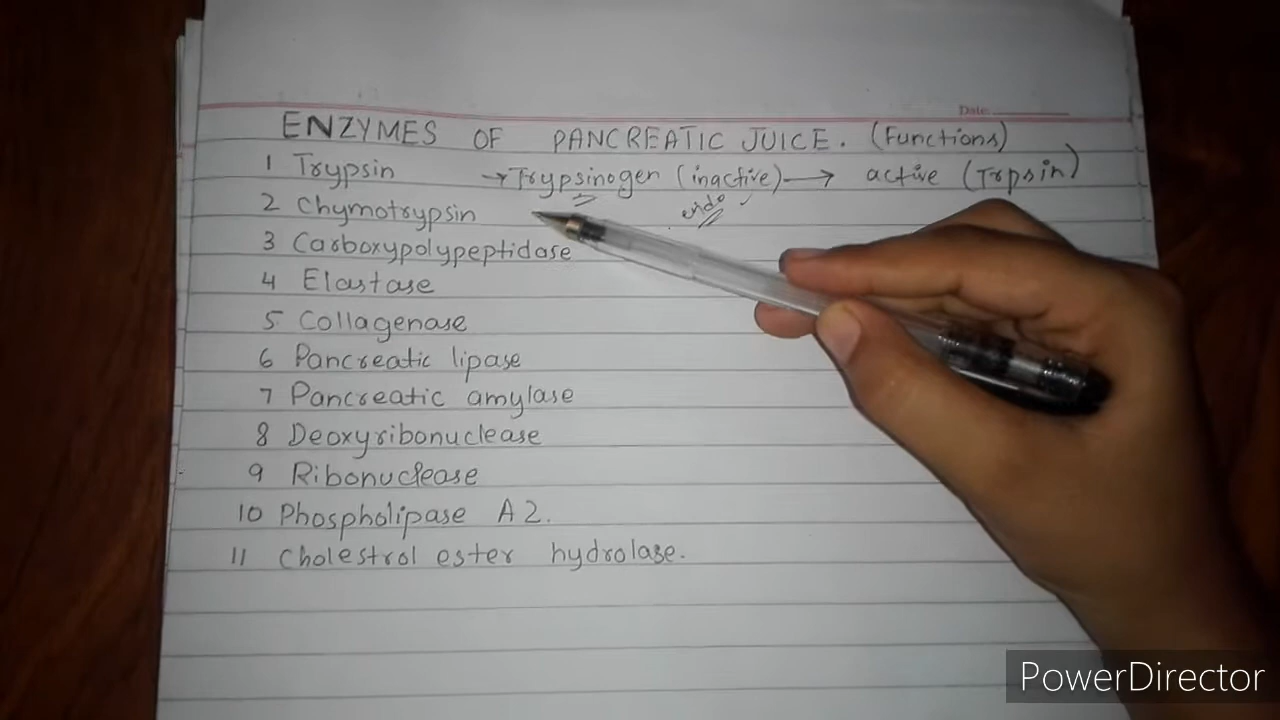 Date
ENZYMES OF PANCREATIC JUICE. (Functions)
1 Trypsin → Trypsinogen (inactive) → active (Trpsin)
endo
2 Chymotrypsin
3 Carboxypolypeptidase
4 Elastase
5 Collagenase
6 Pancreatic lipase
7 Pancreatic amylase
8 Deoxyribonuclease
9 Ribonuclease
10 Phospholipase A2.
11 Cholestrol ester hydrolase.
PowerDirector